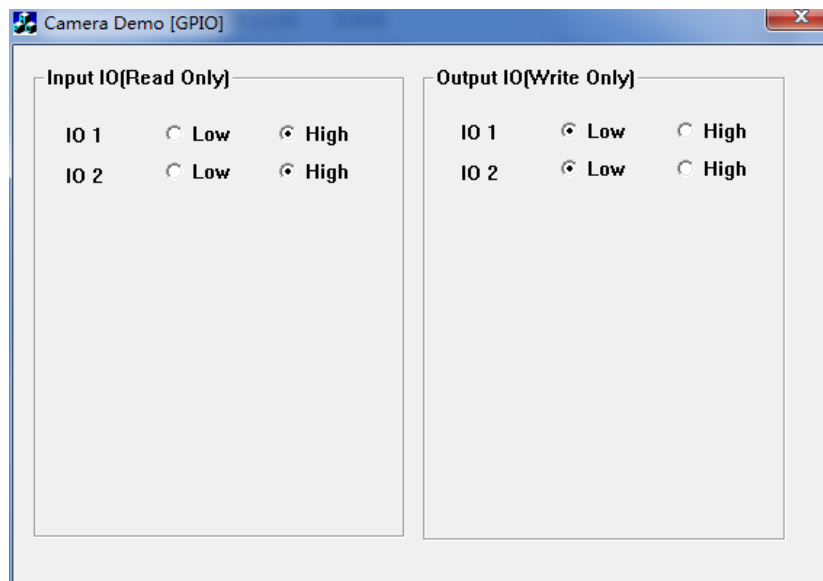 Camera Demo [GPIO]
Input IO(Read Only)
IO 1 Low High
IO 2 Low High
Output IO(Write Only)
IO 1 Low High
IO 2 Low High